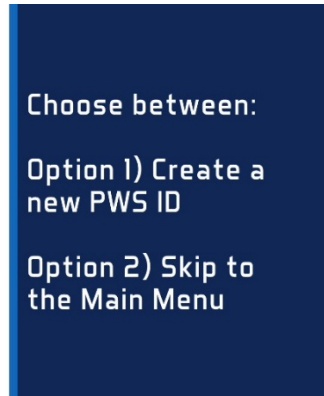 Choose between:
Option 1) Create a
new PWS ID
Option 2) Skip to
the Main Menu